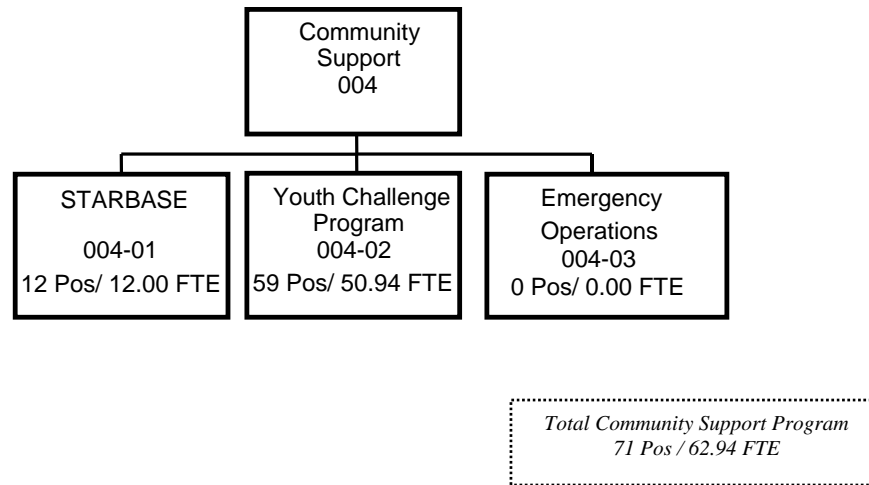 Community
Support
004
STARBASE
004-01
12 Pos/ 12.00 FTE
Youth Challenge
Program
004-02
59 Pos/ 50.94 FTE
Emergency
Operations
004-03
0 Pos/ 0.00 FTE
Total Community Support Program
71 Pos / 62.94 FTE